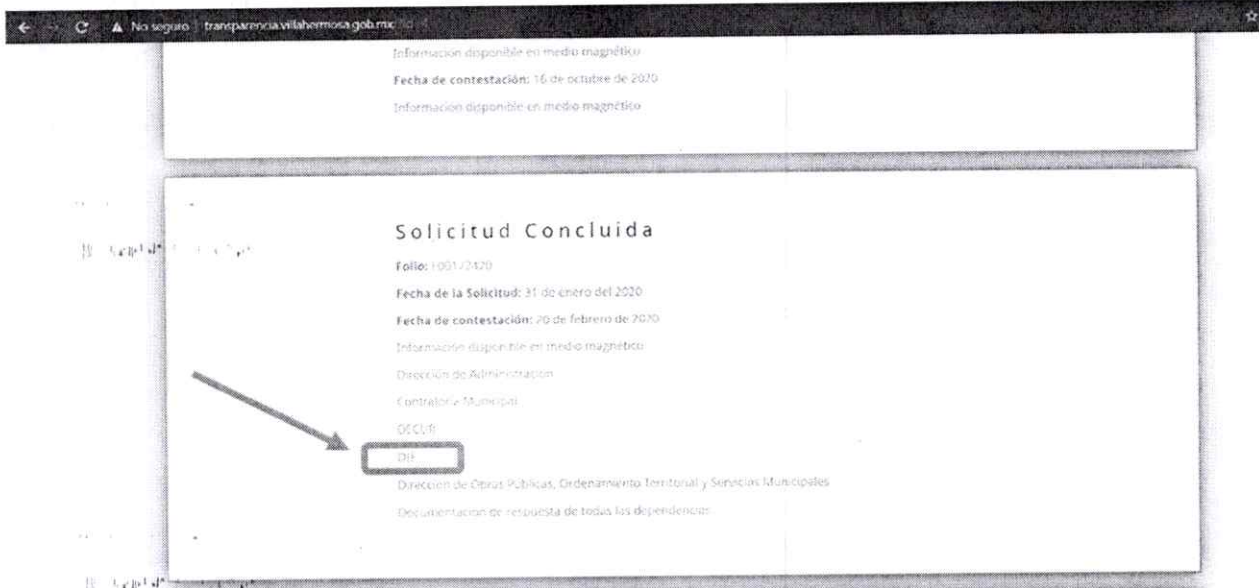 No seguro transparencia.villahermosa.gob.mx
Información disponible en medio magnético
Fecha de contestación: 16 de octubre de 2020
Información disponible en medio magnético
Solicitud Concluida
Folio:
Fecha de la Solicitud: 31 de enero del 2020
Fecha de contestación: 20 de febrero de 2020
Información disponible en medio magnético
Dirección de Administración
Contraloría Municipal
DECUR
DIF
Dirección de Obras Públicas, Ordenamiento Territorial y Servicios Municipales
Documentación de respuesta de todas las dependencias.